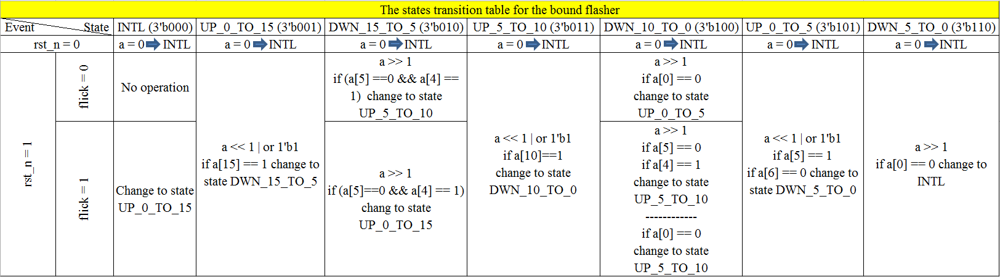 The states transition table for the bound flasher
Event State INTL (3'b000) UP_0_TO_15 (3'b001) DWN_15_TO_5 (3'b010) UP_5_TO_10 (3'b011) DWN_10_TO_0 (3'b100) UP_0_TO_5 (3'b101) DWN_5_TO_0 (3'b110)
rst_n = 0 a = 0 INTL a = 0 INTL a = 0 INTL a = 0 INTL a = 0 INTL a = 0 INTL a = 0 INTL
rst_n = 1
flick = 0
No operation
a >> 1
if (a[5] ==0 && a[4] ==
1) change to state
UP_5_TO_10
a >> 1
if a[0] == 0
change to state
UP_0_TO_5
flick = 1
Change to state
UP_0_TO_15
a << 1 | or 1'b1
if a[15] == 1 change to
state DWN_15_TO_5
a >> 1
if (a[5]==0 && a[4] == 1)
chang to state
UP_0_TO_15
a << 1 | or 1'b1
if a[10]==1
change to state
DWN_10_TO_0
a >> 1
if a[5] == 0
if a[4] == 1
change to state
UP_5_TO_10
------------
if a[0] == 0
change to state
UP_5_TO_10
a << 1 | or 1'b1
if a[5] == 1
if a[6] == 0 change to
state DWN_5_TO_0
a >> 1
if a[0] == 0 change to
INTL